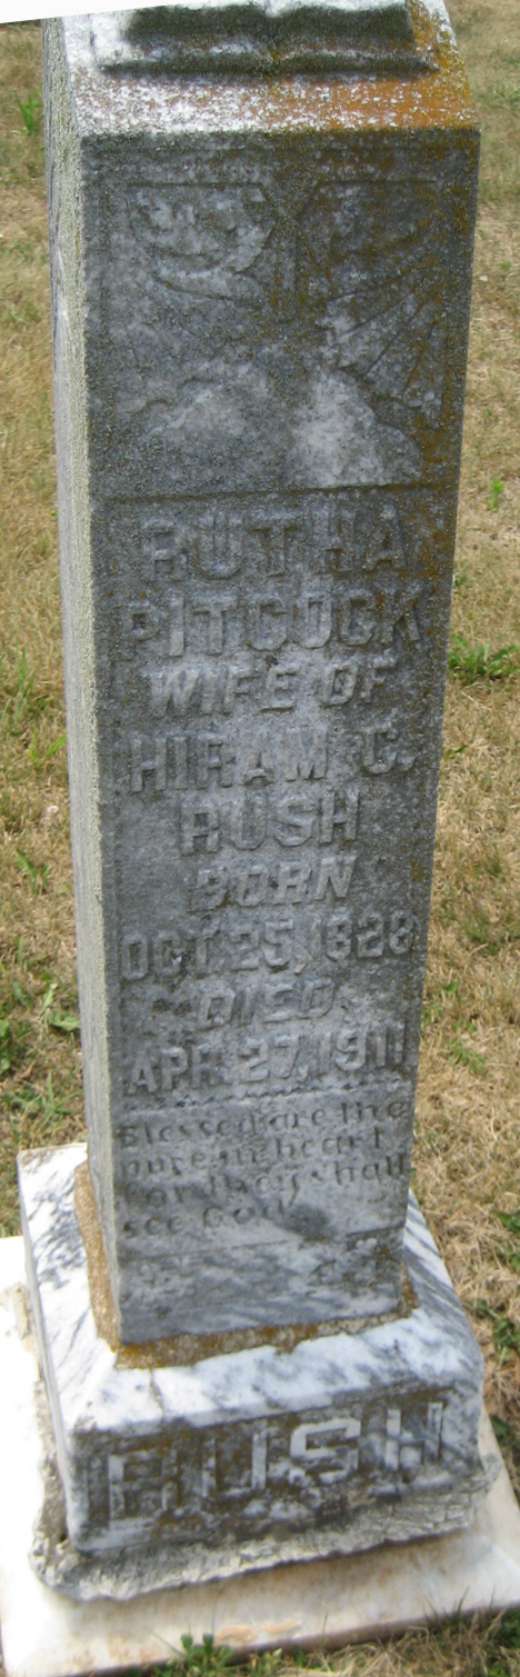 RUTHA
PITCOCK
WIFE OF
HIRAM C.
RUSH
BORN
OCT. 25, 1828
DIED
APR. 27, 1911
Blessed are the
pure in heart
for they shall
see God
RUSH